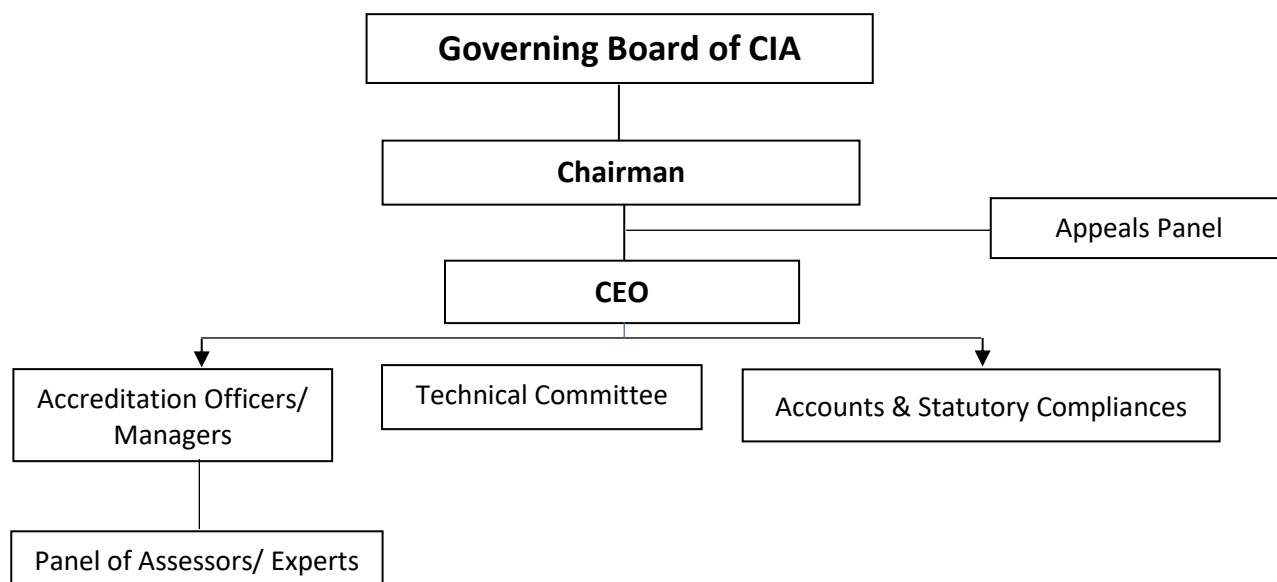 Governing Board of CIA
Chairman
Appeals Panel
CEO
Accreditation Officers/
Managers
Technical Committee
Accounts & Statutory Compliances
Panel of Assessors/ Experts